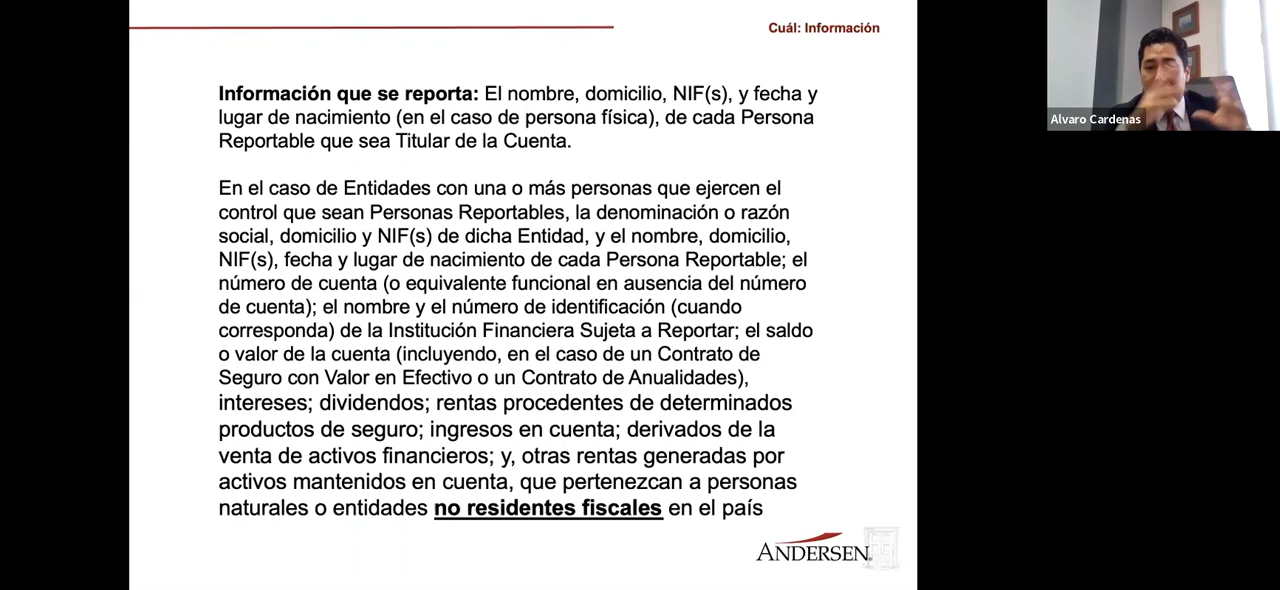 Cuál: Información
Información que se reporta: El nombre, domicilio, NIF(s), y fecha y
lugar de nacimiento (en el caso de persona física), de cada Persona
Reportable que sea Titular de la Cuenta.
En el caso de Entidades con una o más personas que ejercen el
control que sean Personas Reportables, la denominación o razón
social, domicilio y NIF(s) de dicha Entidad, y el nombre, domicilio,
NIF(s), fecha y lugar de nacimiento de cada Persona Reportable; el
número de cuenta (o equivalente funcional en ausencia del número
de cuenta); el nombre y el número de identificación (cuando
corresponda) de la Institución Financiera Sujeta a Reportar; el saldo
o valor de la cuenta (incluyendo, en el caso de un Contrato de
Seguro con Valor en Efectivo o un Contrato de Anualidades),
intereses; dividendos; rentas procedentes de determinados
productos de seguro; ingresos en cuenta; derivados de la
venta de activos financieros; y, otras rentas generadas por
activos mantenidos en cuenta, que pertenezcan a personas
naturales o entidades no residentes fiscales en el país
ANDERSEN
Alvaro Cardenas